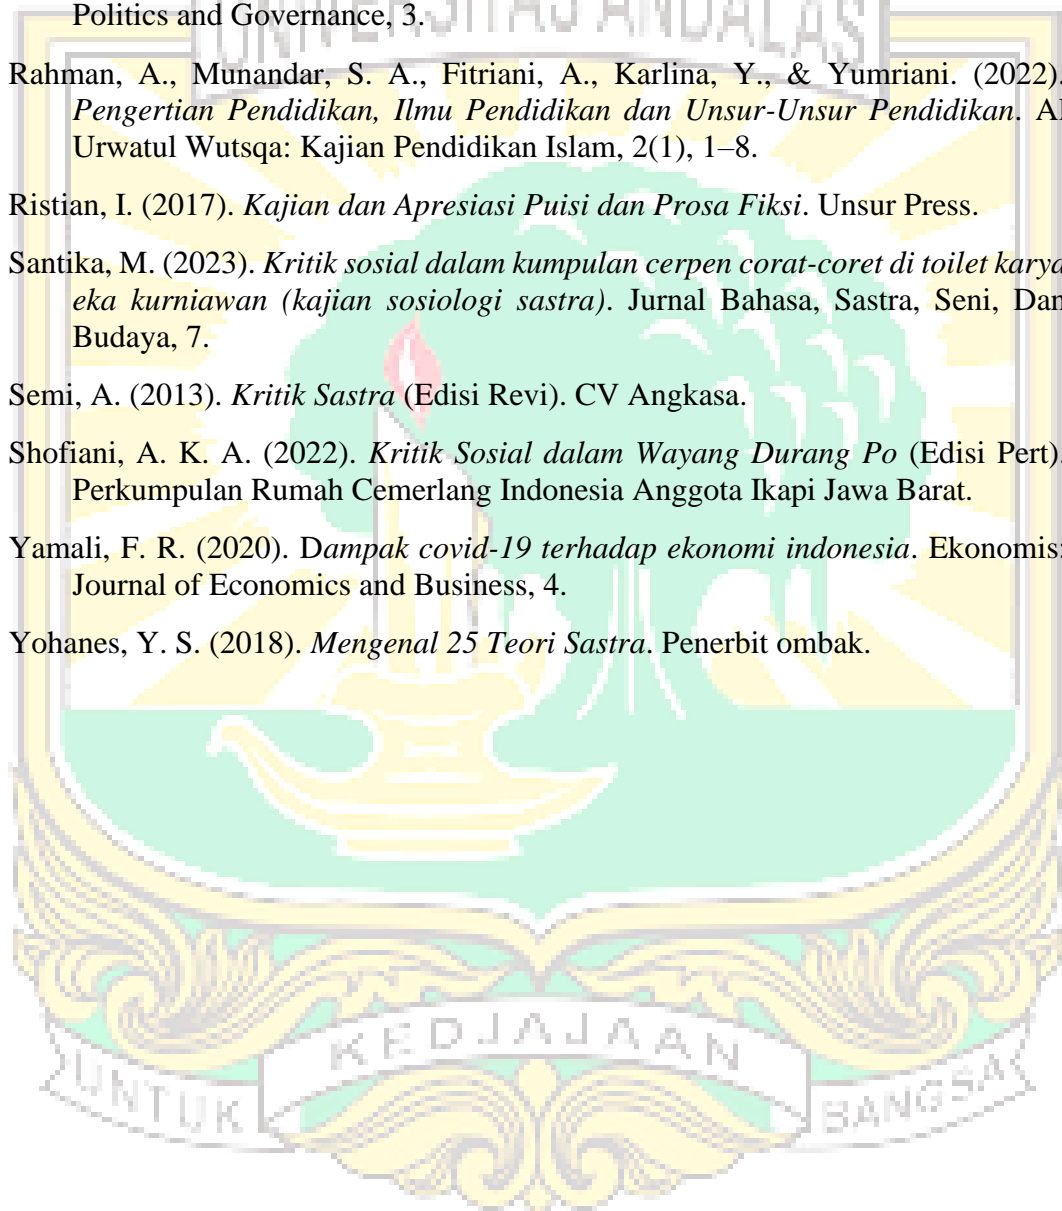 UNIVERSITAS ANDALAS
Politics and Governance, 3.
Rahman, A., Munandar, S. A., Fitriani, A., Karlina, Y., & Yumriani. (2022).
Pengertian Pendidikan, Ilmu Pendidikan dan Unsur-Unsur Pendidikan. Al
Urwatul Wutsqa: Kajian Pendidikan Islam, 2(1), 1–8.
Ristian, I. (2017). Kajian dan Apresiasi Puisi dan Prosa Fiksi. Unsur Press.
Santika, M. (2023). Kritik sosial dalam kumpulan cerpen corat-coret di toilet karya
eka kurniawan (kajian sosiologi sastra). Jurnal Bahasa, Sastra, Seni, Dan
Budaya, 7.
Semi, A. (2013). Kritik Sastra (Edisi Revi). CV Angkasa.
Shofiani, A. K. A. (2022). Kritik Sosial dalam Wayang Durang Po (Edisi Pert).
Perkumpulan Rumah Cemerlang Indonesia Anggota Ikapi Jawa Barat.
Yamali, F. R. (2020). Dampak covid-19 terhadap ekonomi indonesia. Ekonomis:
Journal of Economics and Business, 4.
Yohanes, Y. S. (2018). Mengenal 25 Teori Sastra. Penerbit ombak.
UNTUK KEDJAJAAN BANGSA